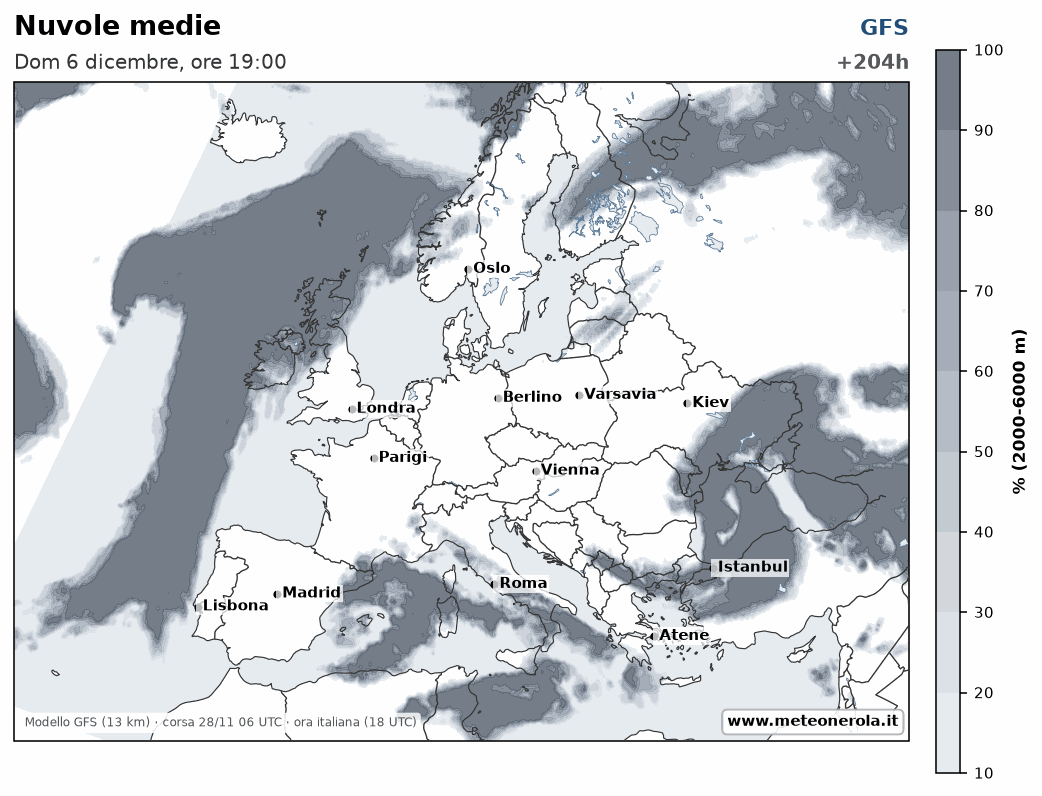 Nuvole medie
GFS
Dom 6 dicembre, ore 19:00
+204h
100
90
80
70
60
50
40
30
20
10
% (2000-6000 m)
Oslo
Berlino
Varsavia
Kiev
Londra
Parigi
Vienna
Istanbul
Roma
Madrid
Lisbona
Atene
Modello GFS (13 km) · corsa 28/11 06 UTC · ora italiana (18 UTC)
www.meteonerola.it